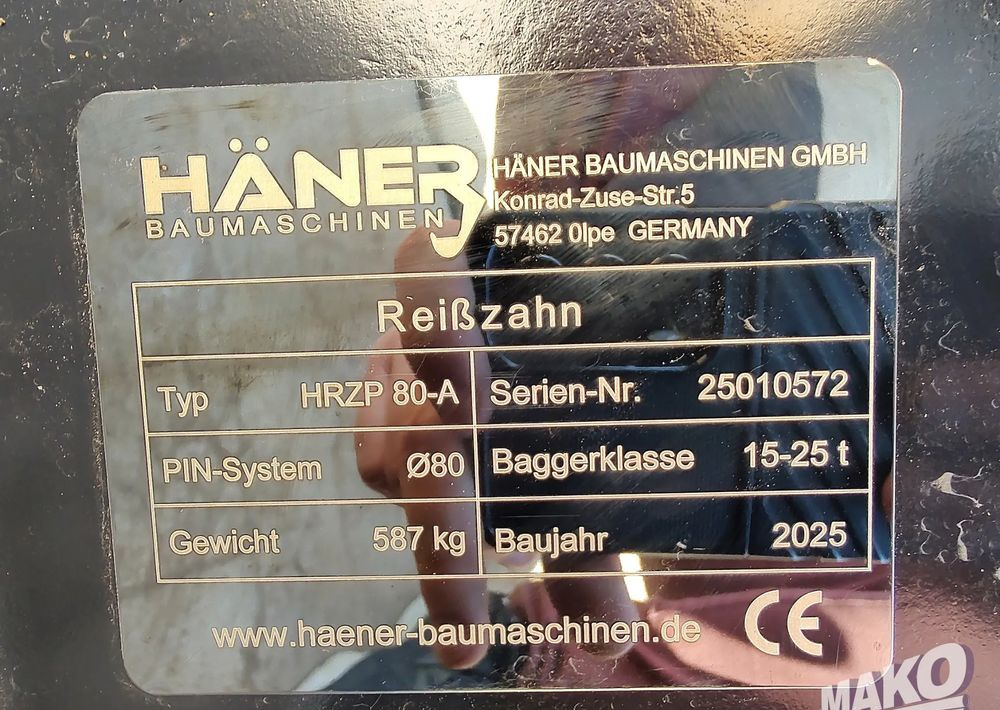 HÄNER
BAUMASCHINEN
HÄNER BAUMASCHINEN GMBH
Konrad-Zuse-Str.5
57462 Olpe GERMANY
Reißzahn
Typ HRZP 80-A Serien-Nr. 25010572
PIN-System Ø80 Baggerklasse 15-25 t
Gewicht 587 kg Baujahr 2025
www.haener-baumaschinen.de CE
MAKO